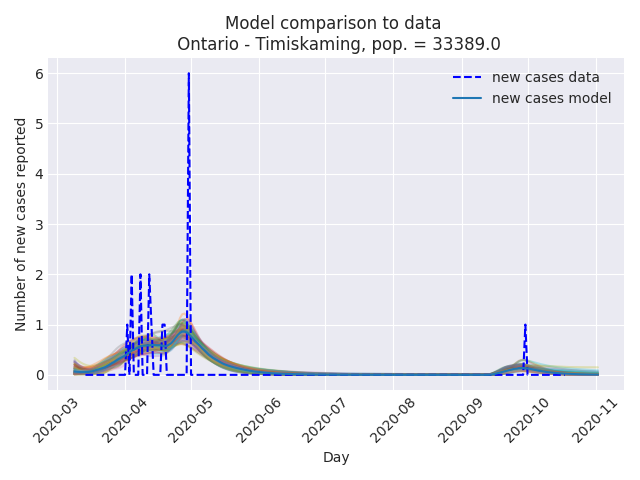 Model comparison to data
Ontario - Timiskaming, pop. = 33389.0
new cases data
new cases model
Number of new cases reported
6
5
4
3
2
1
0
2020-03
2020-04
2020-05
2020-06
2020-07
2020-08
2020-09
2020-10
2020-11
Day